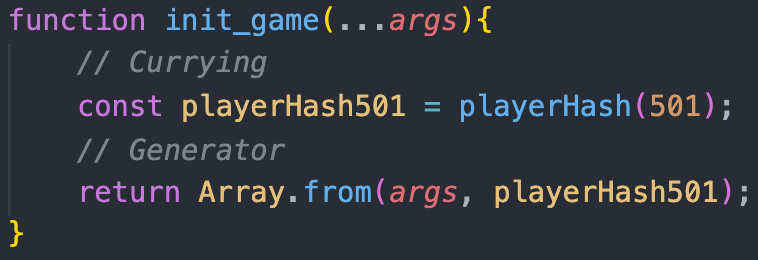 function init_game(...args){
// Currying
const playerHash501 = playerHash(501);
// Generator
return Array.from(args, playerHash501);
}